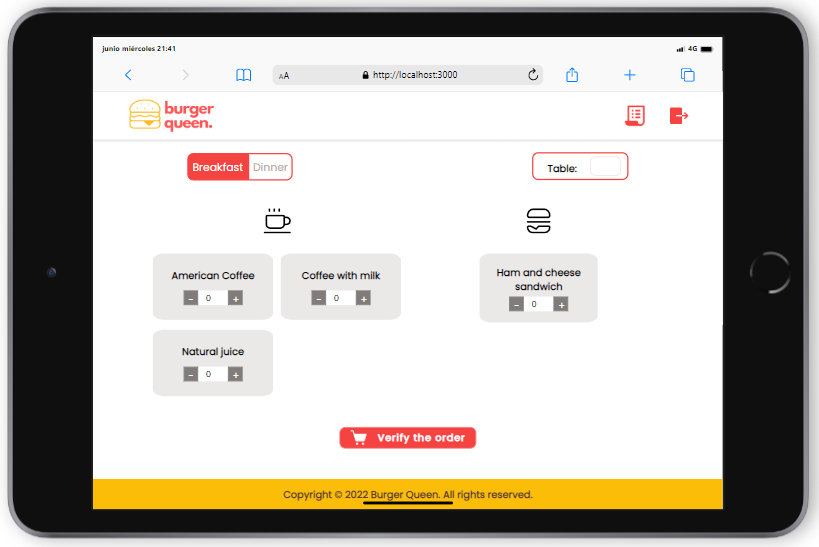 junio miércoles 21:41
4G
AA
http://localhost:3000
burger
queen.
Breakfast
Dinner
Table:
American Coffee
- 0 +
Coffee with milk
- 0 +
Ham and cheese
sandwich
- 0 +
Natural juice
- 0 +
Verify the order
Copyright © 2022 Burger Queen. All rights reserved.